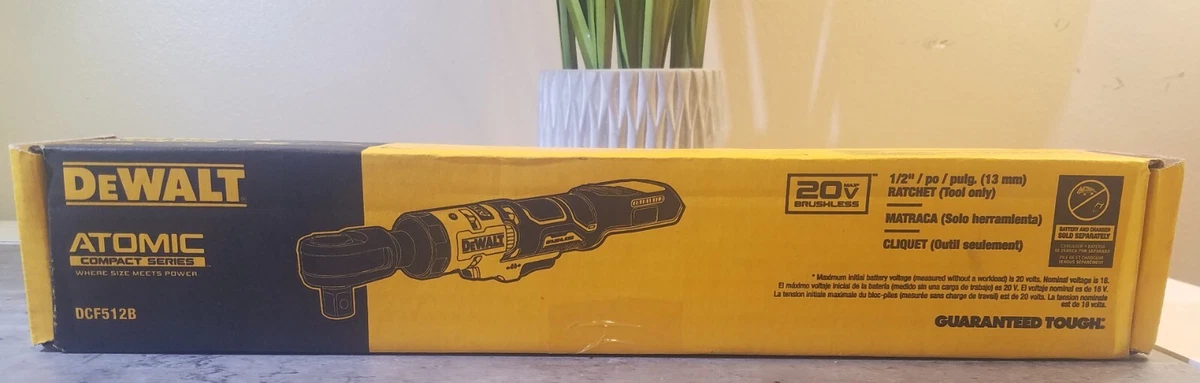 DEWALT
ATOMIC
COMPACT SERIES™
WHERE SIZE MEETS POWER
DCF512B
DEWALT
BRUSHLESS
20V MAX*
BRUSHLESS
1/2" / po / pulg. (13 mm)
RATCHET (Tool only)
MATRACA (Solo herramienta)
CLIQUET (Outil seulement)
BATTERY AND CHARGER
SOLD SEPARATELY
* Maximum initial battery voltage (measured without a workload) is 20 volts. Nominal voltage is 18.
El máximo voltaje inicial de la batería (medido sin una carga de trabajo) es 20 V. El voltaje nominal es de 18 V.
La tension initiale maximale du bloc-piles (mesurée sans charge de travail) est de 20 volts. La tension nominale
est de 18 volts.
GUARANTEED TOUGH.